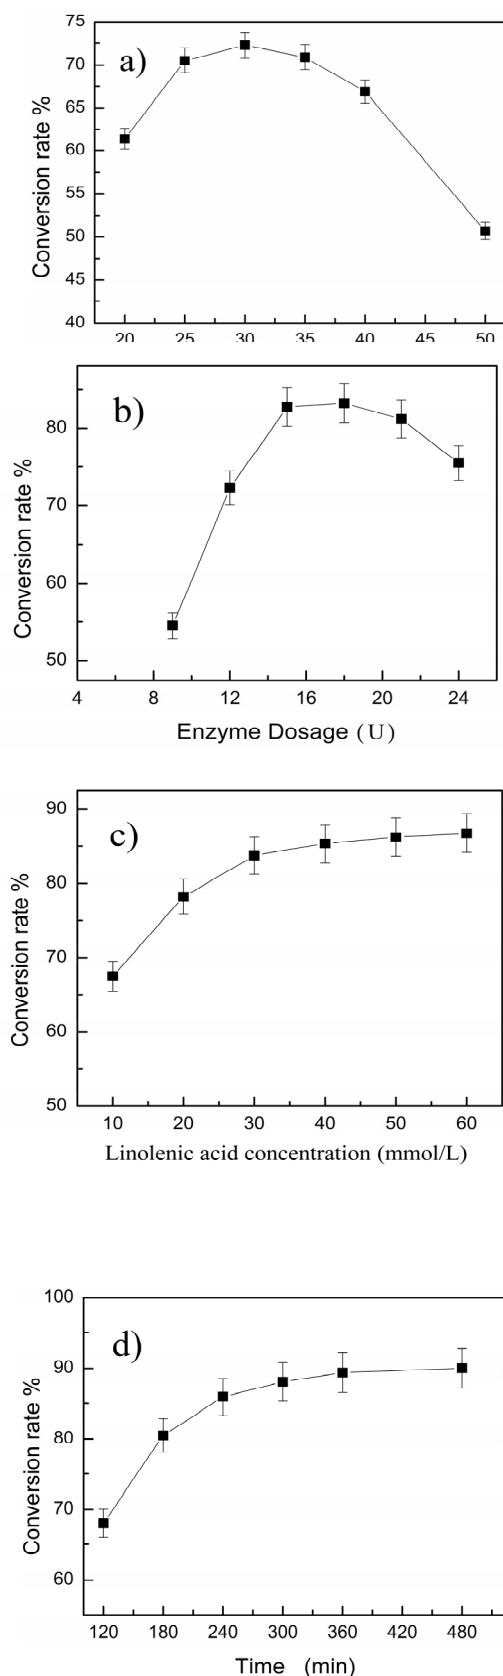 75
a)
70
65
60
55
50
45
40
Conversion rate %
20 25 30 35 40 45 50
b)
80
70
60
50
Conversion rate %
4 8 12 16 20 24
Enzyme Dosage (U)
90
c)
80
70
60
50
Conversion rate %
10 20 30 40 50 60
Linolenic acid concentration (mmol/L)
100
d)
90
80
70
60
Conversion rate %
120 180 240 300 360 420 480
Time (min)